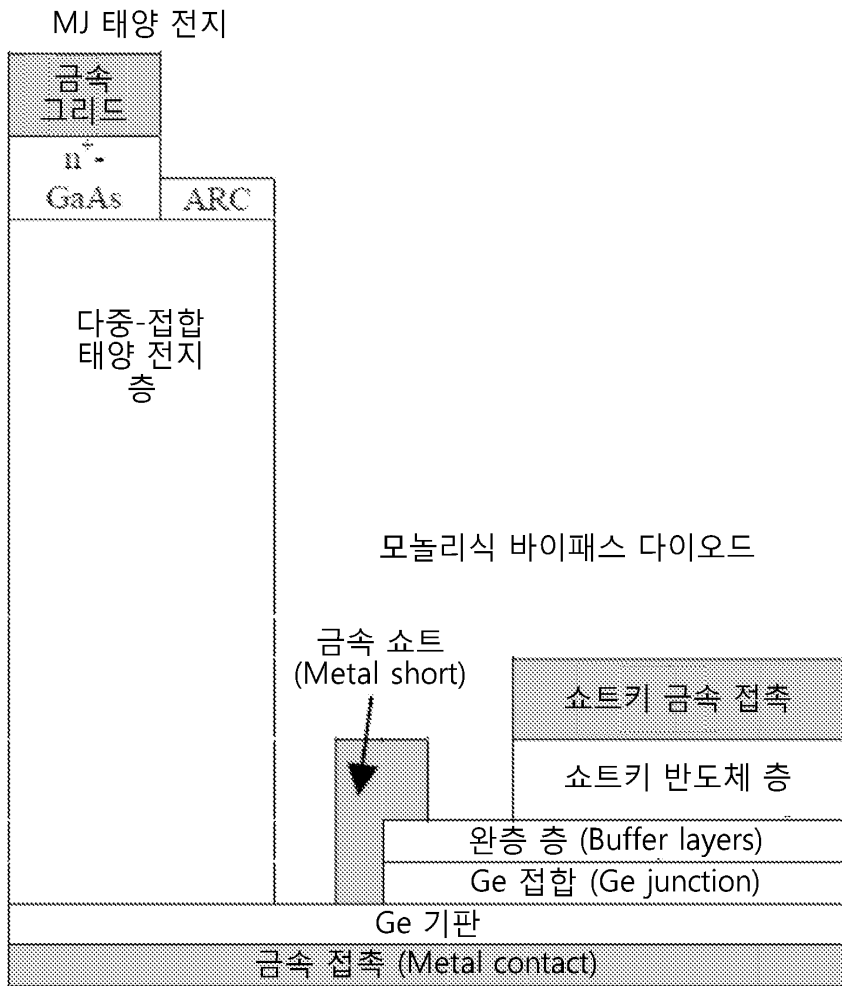 MJ 태양 전지
금속
그리드
n⁺-
GaAs
ARC
다중-접합
태양 전지
층
모놀리식 바이패스 다이오드
금속 쇼트
(Metal short)
쇼트키 금속 접촉
쇼트키 반도체 층
완층 층 (Buffer layers)
Ge 접합 (Ge junction)
Ge 기판
금속 접촉 (Metal contact)